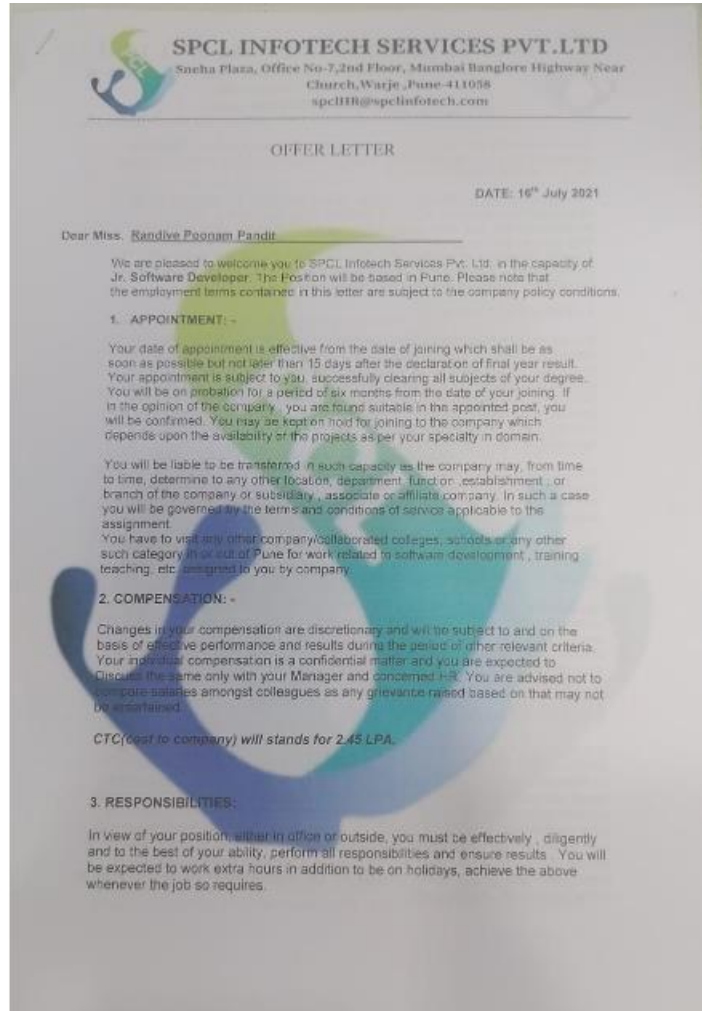 SPCL
SPCL INFOTECH SERVICES PVT.LTD
Sneha Plaza, Office No-7,2nd Floor, Mumbai Banglore Highway Near
Church,Warje ,Pune-411058
spclHR@spclinfotech.com
OFFER LETTER
DATE: 16th July 2021
Dear Miss. Randive Poonam Pandit
We are pleased to welcome you to SPCL Infotech Services Pvt. Ltd. in the capacity of
Jr. Software Developer. The Position will be based in Pune. Please note that
the employment terms contained in this letter are subject to the company policy conditions.
1. APPOINTMENT: -
Your date of appointment is effective from the date of joining which shall be as
soon as possible but not later than 15 days after the declaration of final year result.
Your appointment is subject to you, successfully clearing all subjects of your degree.
You will be on probation for a period of six months from the date of your joining. If
in the opinion of the company , you are found suitable in the appointed post, you
will be confirmed. You may be kept on hold for joining to the company which
depends upon the availability of the projects as per your specialty in domain.
You will be liable to be transferred in such capacity as the company may, from time
to time, determine to any other location, department, function ,establishment , or
branch of the company or subsidiary , associate or affiliate company. In such a case
you will be governed by the terms and conditions of service applicable to the
assignment.
You have to visit any other company/collaborated colleges, schools or any other
such category in or out of Pune for work related to software development , training
teaching, etc. assigned to you by company.
2. COMPENSATION: -
Changes in your compensation are discretionary and will be subject to and on the
basis of effective performance and results during the period of other relevant criteria.
Your individual compensation is a confidential matter and you are expected to
Discuss the same only with your Manager and concerned HR. You are advised not to
compare salaries amongst colleagues as any grievance raised based on that may not
be entertained.
CTC(cost to company) will stands for 2.45 LPA.
3. RESPONSIBILITIES:
In view of your position, either in office or outside, you must be effectively , diligently
and to the best of your ability, perform all responsibilities and ensure results . You will
be expected to work extra hours in addition to be on holidays, achieve the above
whenever the job so requires.